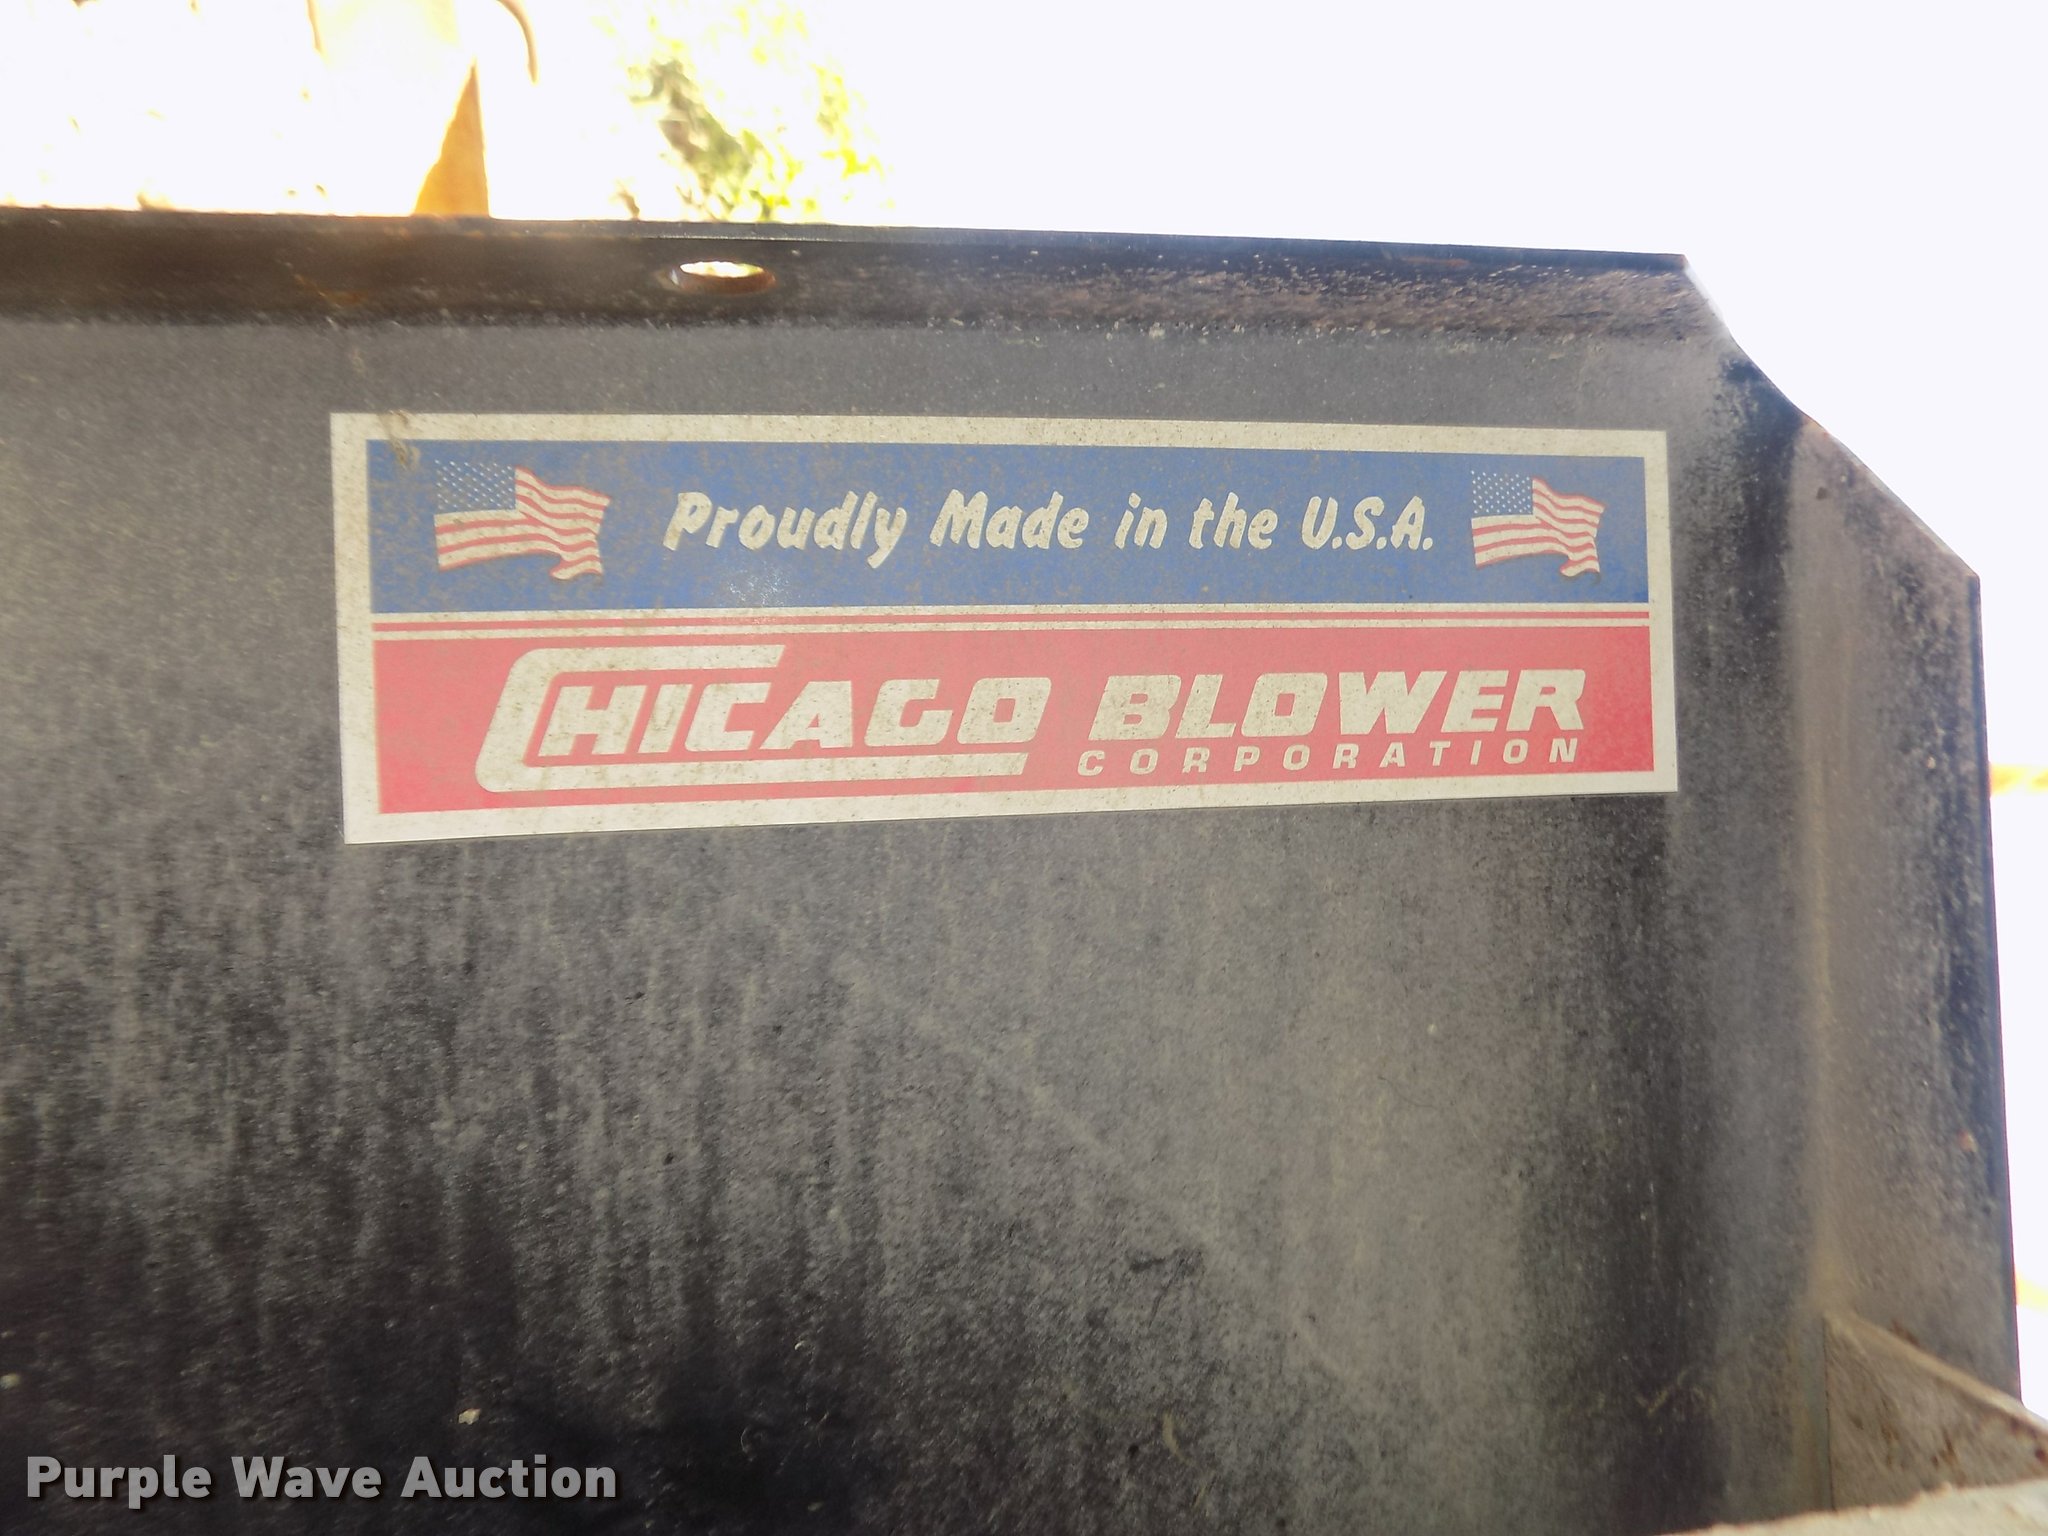 Proudly Made in the U.S.A.
CHICAGO BLOWER
CORPORATION
Purple Wave Auction